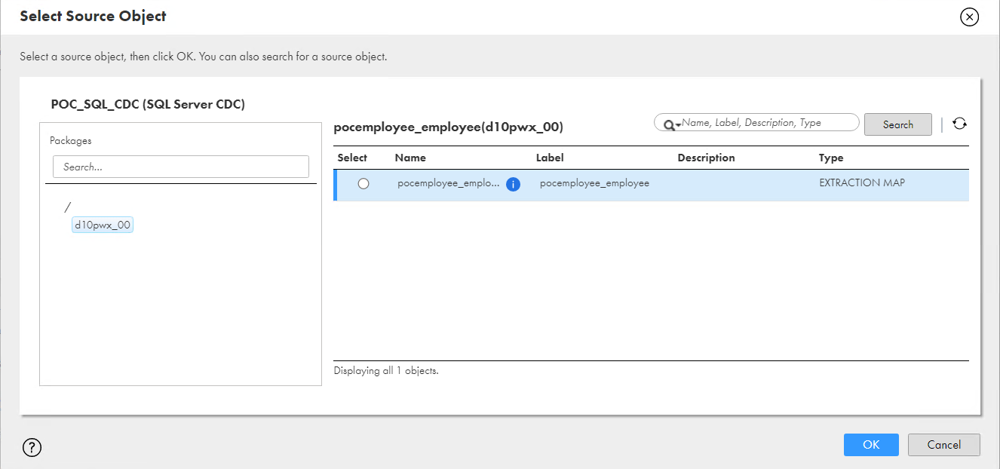 Select Source Object
Select a source object, then click OK. You can also search for a source object.
POC_SQL_CDC (SQL Server CDC)
Packages
Search...
/
d10pwx_00
pocemployee_employee(d10pwx_00)
Name, Label, Description, Type
Search
Select Name Label Description Type
pocemployee_emplo... i pocemployee_employee EXTRACTION MAP
Displaying all 1 objects.
?
OK Cancel